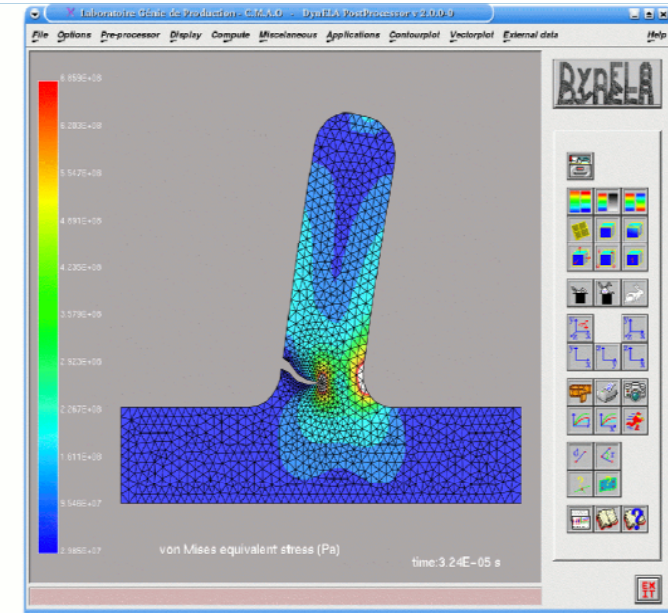 Laboratoire Génie de Production - C.M.A.O - DynELA PostProcessor v 2.0.0-0
File Options Pre-processor Display Compute Miscelaneous Applications Contourplot Vectorplot External data Help
DYNELA
6.859E+08
6.203E+08
5.547E+08
4.891E+08
4.235E+08
3.579E+08
2.923E+08
2.267E+08
1.611E+08
9.548E+07
2.985E+07
von Mises equivalent stress (Pa)
time:3.24E-05 s
EXIT